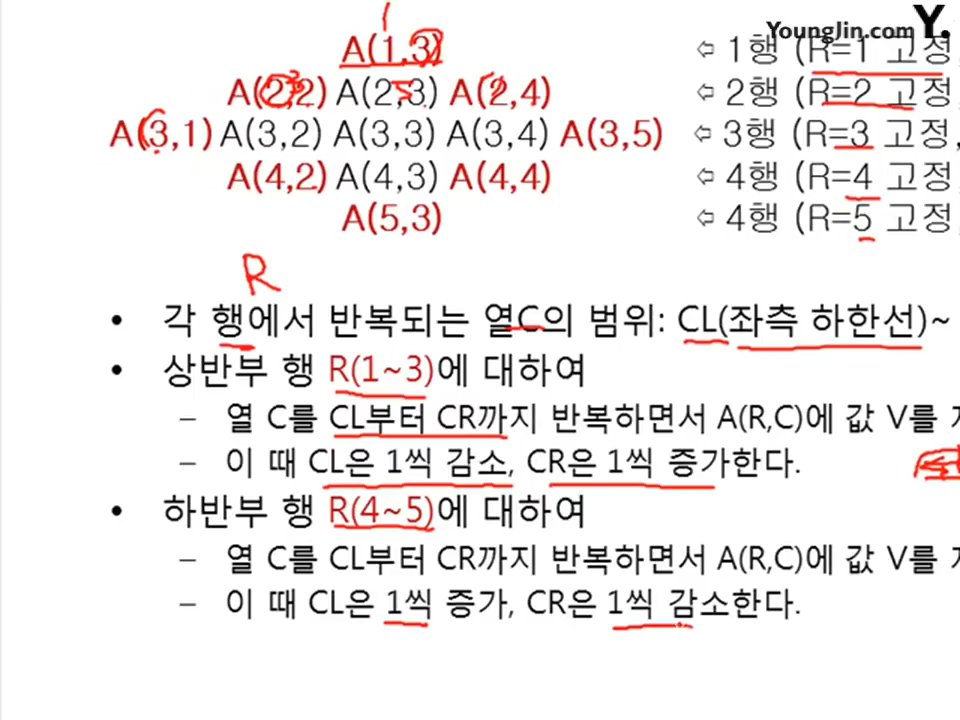 YoungJin.com Y.
1
A(1,3) ⇦ 1행 (R=1 고정
A(2,2) A(2,3) A(2,4) ⇦ 2행 (R=2 고정
A(3,1) A(3,2) A(3,3) A(3,4) A(3,5) ⇦ 3행 (R=3 고정,
A(4,2) A(4,3) A(4,4) ⇦ 4행 (R=4 고정
A(5,3) ⇦ 4행 (R=5 고정
R
• 각 행에서 반복되는 열C의 범위: CL(좌측 하한선)~
• 상반부 행 R(1~3)에 대하여
– 열 C를 CL부터 CR까지 반복하면서 A(R,C)에 값 V를
– 이 때 CL은 1씩 감소, CR은 1씩 증가한다.
• 하반부 행 R(4~5)에 대하여
– 열 C를 CL부터 CR까지 반복하면서 A(R,C)에 값 V를
– 이 때 CL은 1씩 증가, CR은 1씩 감소한다.